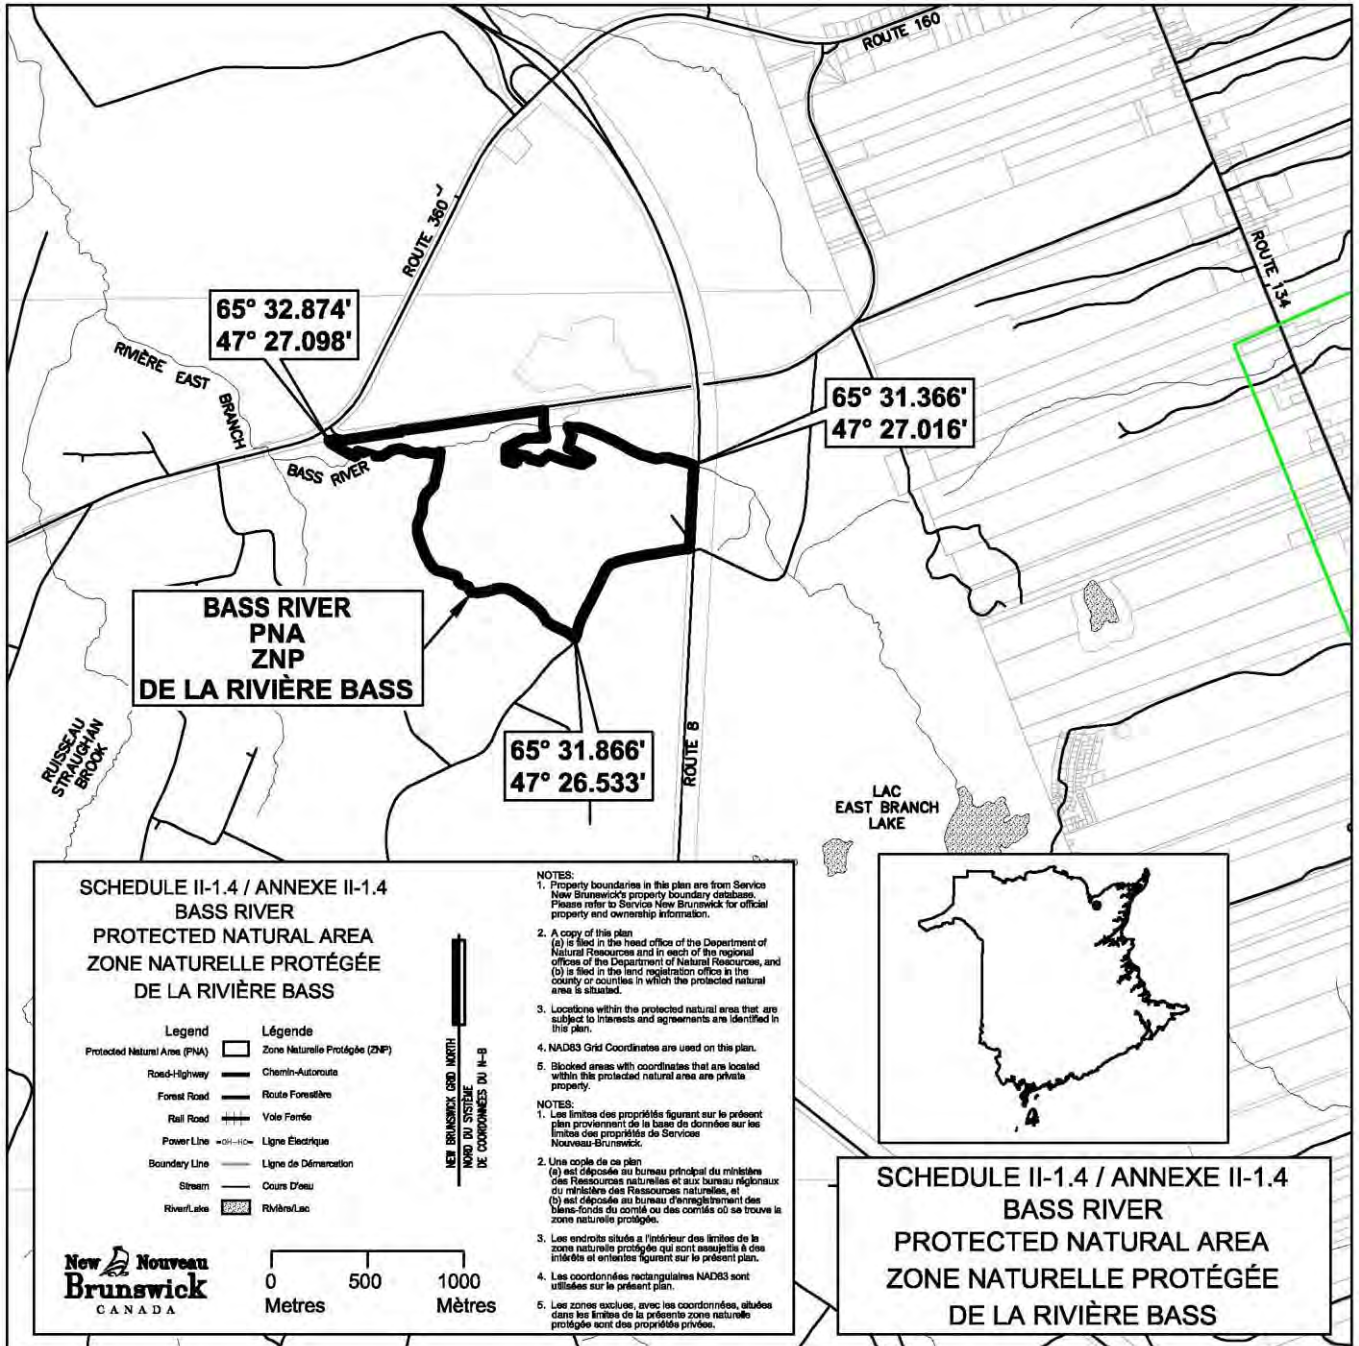 ROUTE 160
ROUTE 360
ROUTE 134
65° 32.874'
47° 27.098'
RIVIÈRE EAST
BRANCH
BASS RIVER
65° 31.366'
47° 27.016'
BASS RIVER
PNA
ZNP
DE LA RIVIÈRE BASS
RUISSEAU
STRAUGHAN
BROOK
65° 31.866'
47° 26.533'
ROUTE 8
LAC
EAST BRANCH
LAKE
SCHEDULE II-1.4 / ANNEXE II-1.4
BASS RIVER
PROTECTED NATURAL AREA
ZONE NATURELLE PROTÉGÉE
DE LA RIVIÈRE BASS
Legend Légende
Protected Natural Area (PNA) Zone Naturelle Protégée (ZNP)
Road-Highway Chemin-Autoroute
Forest Road Route Forestière
Rail Road Voie Ferrée
Power Line OH-HO Ligne Électrique
Boundary Line Ligne de Démarcation
Stream Cours D'eau
River/Lake Rivière/Lac
NEW BRUNSWICK GRID NORTH
NORD DU SYSTÈME
DE COORDONNÉES DU N-B
New Nouveau
Brunswick
CANADA
0 500 1000
Metres Mètres
NOTES:
1. Property boundaries in this plan are from Service
New Brunswick's property boundary database.
Please refer to Service New Brunswick for official
property and ownership information.
2. A copy of this plan
(a) is filed in the head office of the Department of
Natural Resources and in each of the regional
offices of the Department of Natural Resources, and
(b) is filed in the land registration office in the
county or counties in which the protected natural
area is situated.
3. Locations within the protected natural area that are
subject to interests and agreements are identified in
this plan.
4. NAD83 Grid Coordinates are used on this plan.
5. Blocked areas with coordinates that are located
within this protected natural area are private
property.
NOTES:
1. Les limites des propriétés figurant sur le présent
plan proviennent de la base de données sur les
limites des propriétés de Services
Nouveau-Brunswick.
2. Une copie de ce plan
(a) est déposée au bureau principal du ministère
des Ressources naturelles et aux bureau régionaux
du ministère des Ressources naturelles, et
(b) est déposée au bureau d'enregistrement des
biens-fonds du comté ou des comtés où se trouve la
zone naturelle protégée.
3. Les endroits situés a l'intérieur des limites de la
zone naturelle protégée qui sont assujettis à des
intérêts et ententes figurent sur le présent plan.
4. Les coordonnées rectangulaires NAD83 sont
utilisées sur le présent plan.
5. Les zones exclues, avec les coordonnées, situées
dans les limites de la présente zone naturelle
protégée sont des propriétés privées.
SCHEDULE II-1.4 / ANNEXE II-1.4
BASS RIVER
PROTECTED NATURAL AREA
ZONE NATURELLE PROTÉGÉE
DE LA RIVIÈRE BASS